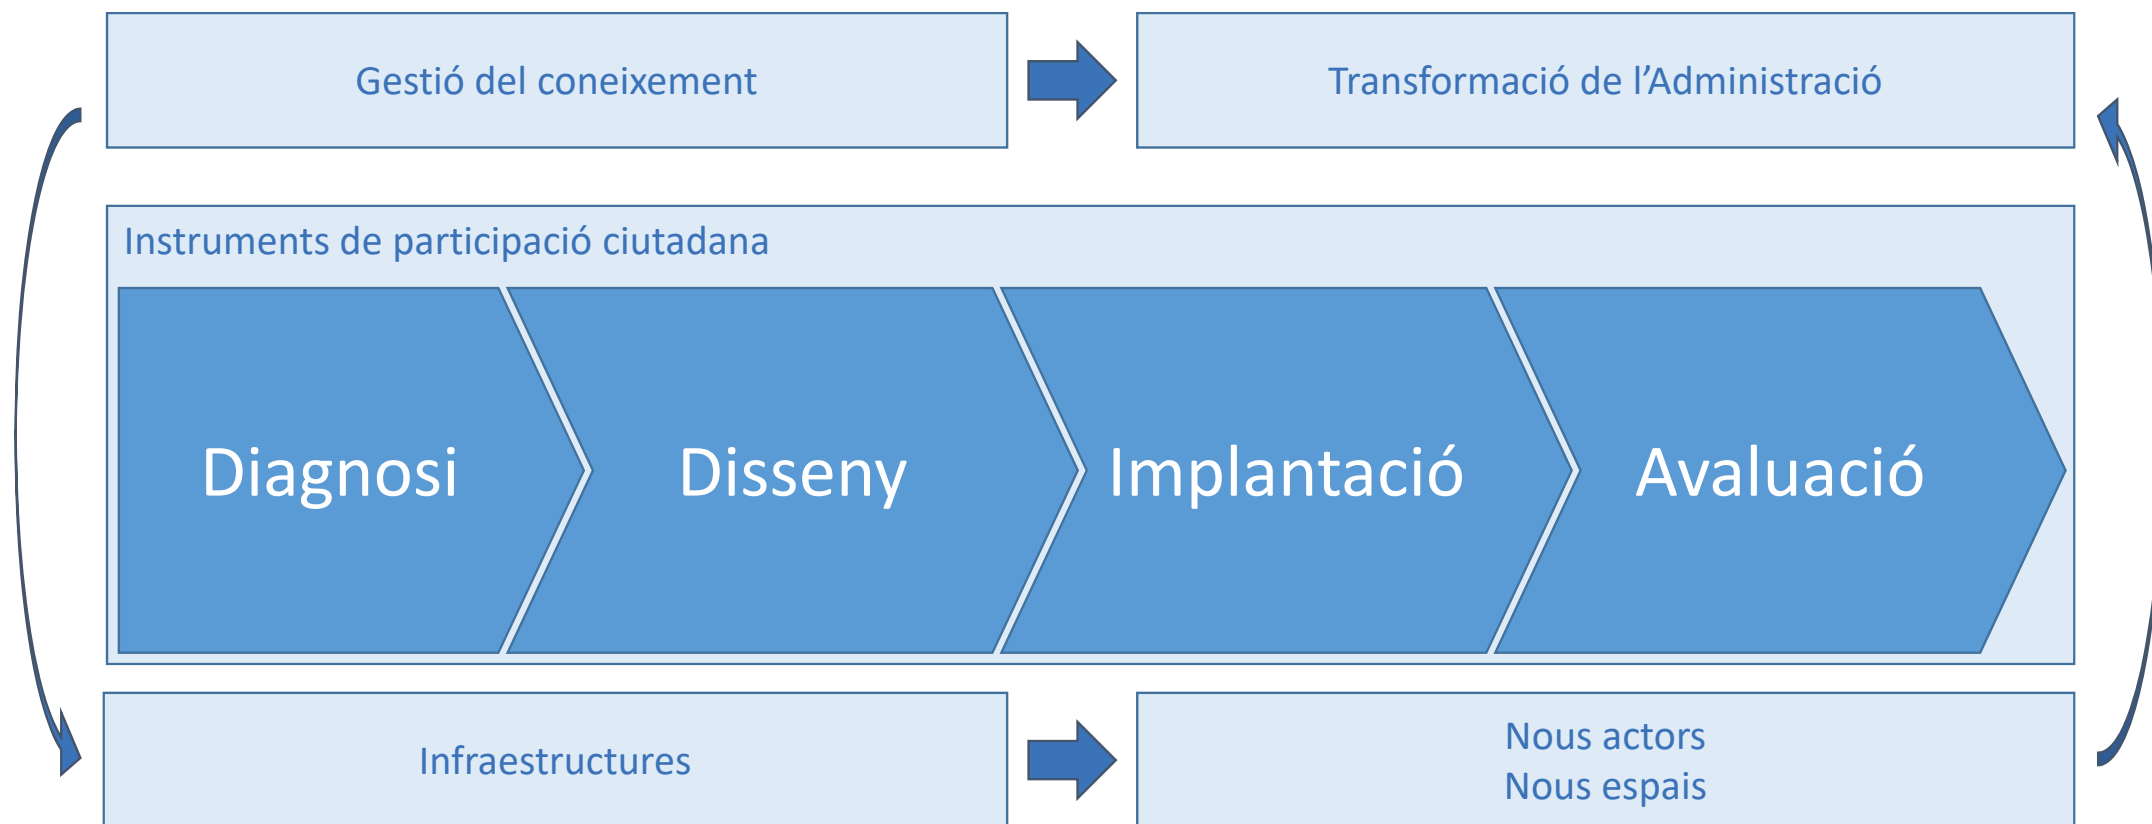 Gestió del coneixement
Transformació de l’Administració
Instruments de participació ciutadana
Diagnosi
Disseny
Implantació
Avaluació
Infraestructures
Nous actors
Nous espais